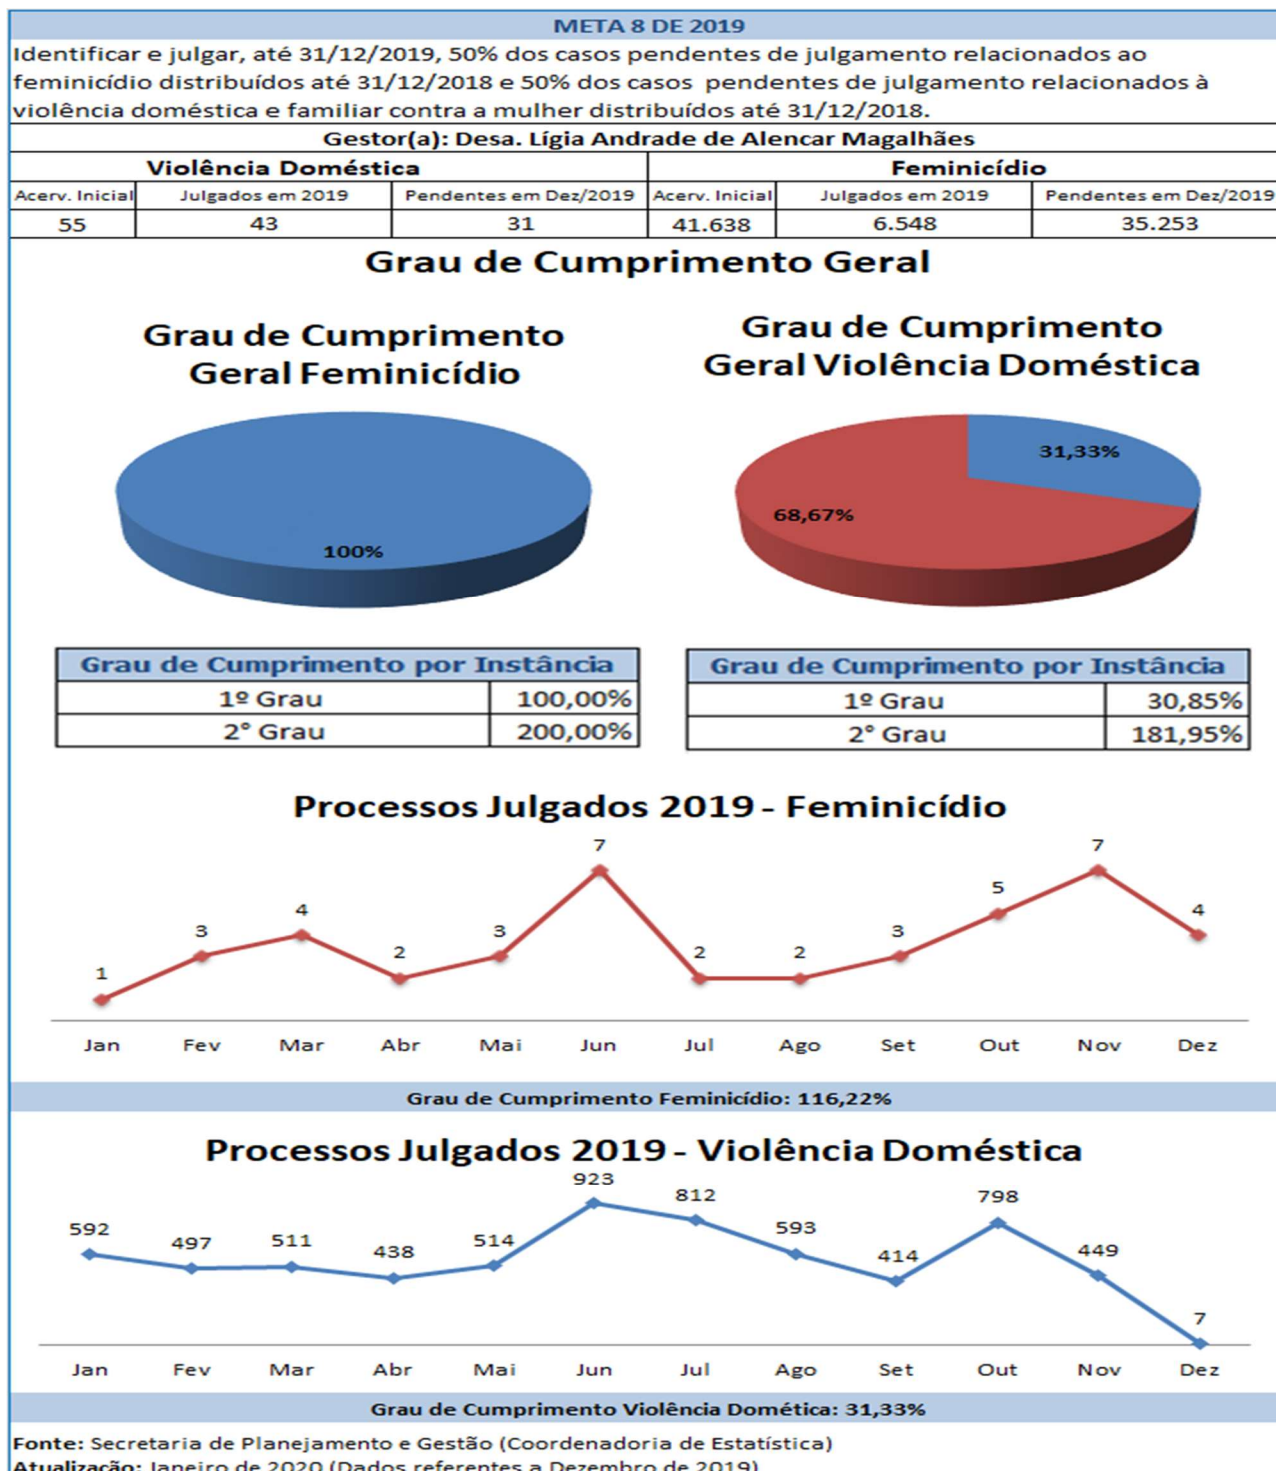 META 8 DE 2019
Identificar e julgar, até 31/12/2019, 50% dos casos pendentes de julgamento relacionados ao
feminicídio distribuídos até 31/12/2018 e 50% dos casos pendentes de julgamento relacionados à
violência doméstica e familiar contra a mulher distribuídos até 31/12/2018.
Gestor(a): Desa. Lígia Andrade de Alencar Magalhães
Violência Doméstica Feminicídio
Acerv. Inicial Julgados em 2019 Pendentes em Dez/2019 Acerv. Inicial Julgados em 2019 Pendentes em Dez/2019
55 43 31 41.638 6.548 35.253
Grau de Cumprimento Geral
Grau de Cumprimento
Geral Feminicídio
100%
Grau de Cumprimento
Geral Violência Doméstica
31,33%
68,67%
Grau de Cumprimento por Instância
1º Grau 100,00%
2° Grau 200,00%
Grau de Cumprimento por Instância
1º Grau 30,85%
2° Grau 181,95%
Processos Julgados 2019 - Feminicídio
1 3 4 2 3 7 2 2 3 5 7 4
Jan Fev Mar Abr Mai Jun Jul Ago Set Out Nov Dez
Grau de Cumprimento Feminicídio: 116,22%
Processos Julgados 2019 - Violência Doméstica
592 497 511 438 514 923 812 593 414 798 449 7
Jan Fev Mar Abr Mai Jun Jul Ago Set Out Nov Dez
Grau de Cumprimento Violência Domética: 31,33%
Fonte: Secretaria de Planejamento e Gestão (Coordenadoria de Estatística)
Atualização: Janeiro de 2020 (Dados referentes a Dezembro de 2019)